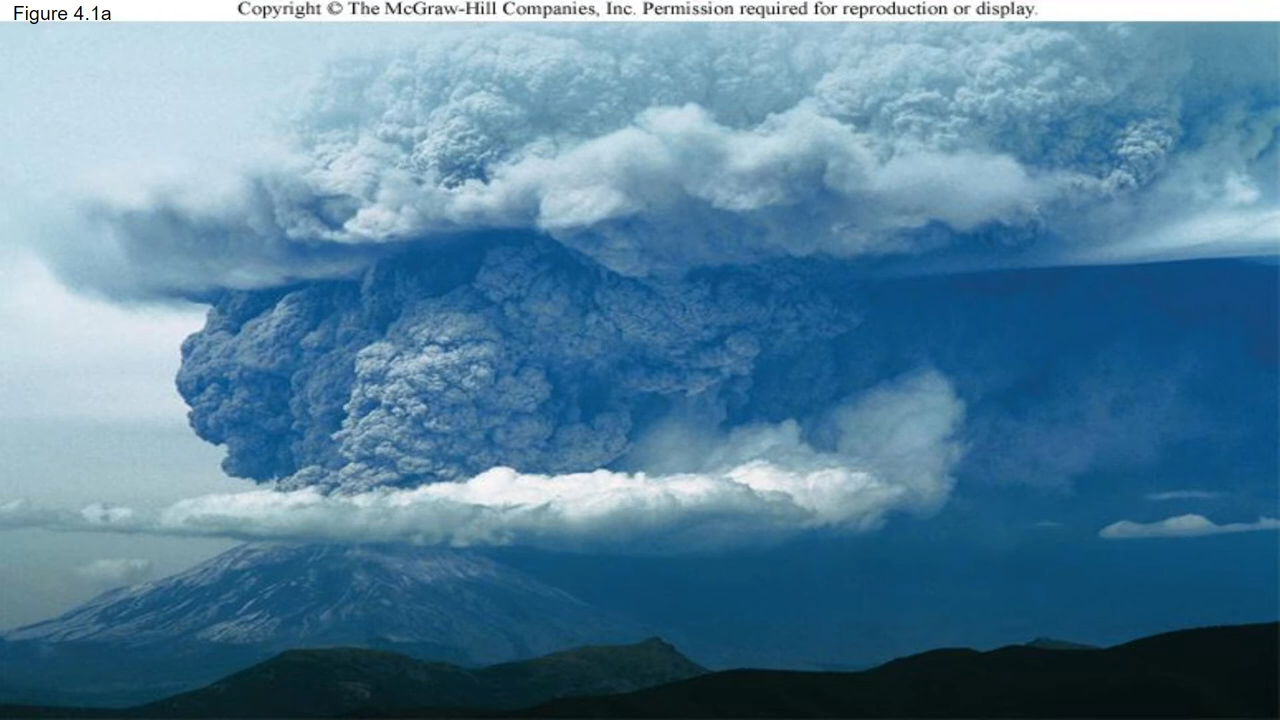 Copyright © The McGraw-Hill Companies, Inc. Permission required for reproduction or display.
Figure 4.1a